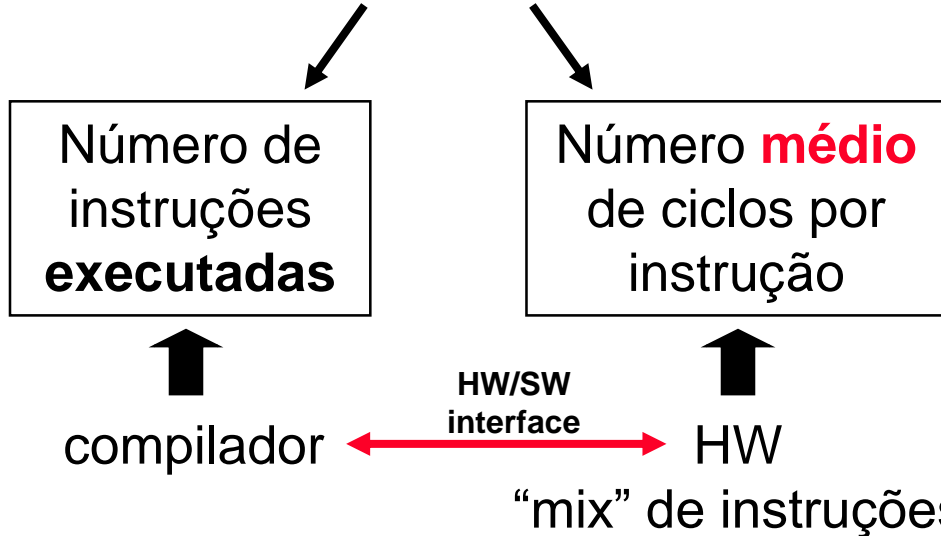 Número de
instruções
executadas
Número médio
de ciclos por
instrução
HW/SW
interface
compilador
HW
“mix” de instruções